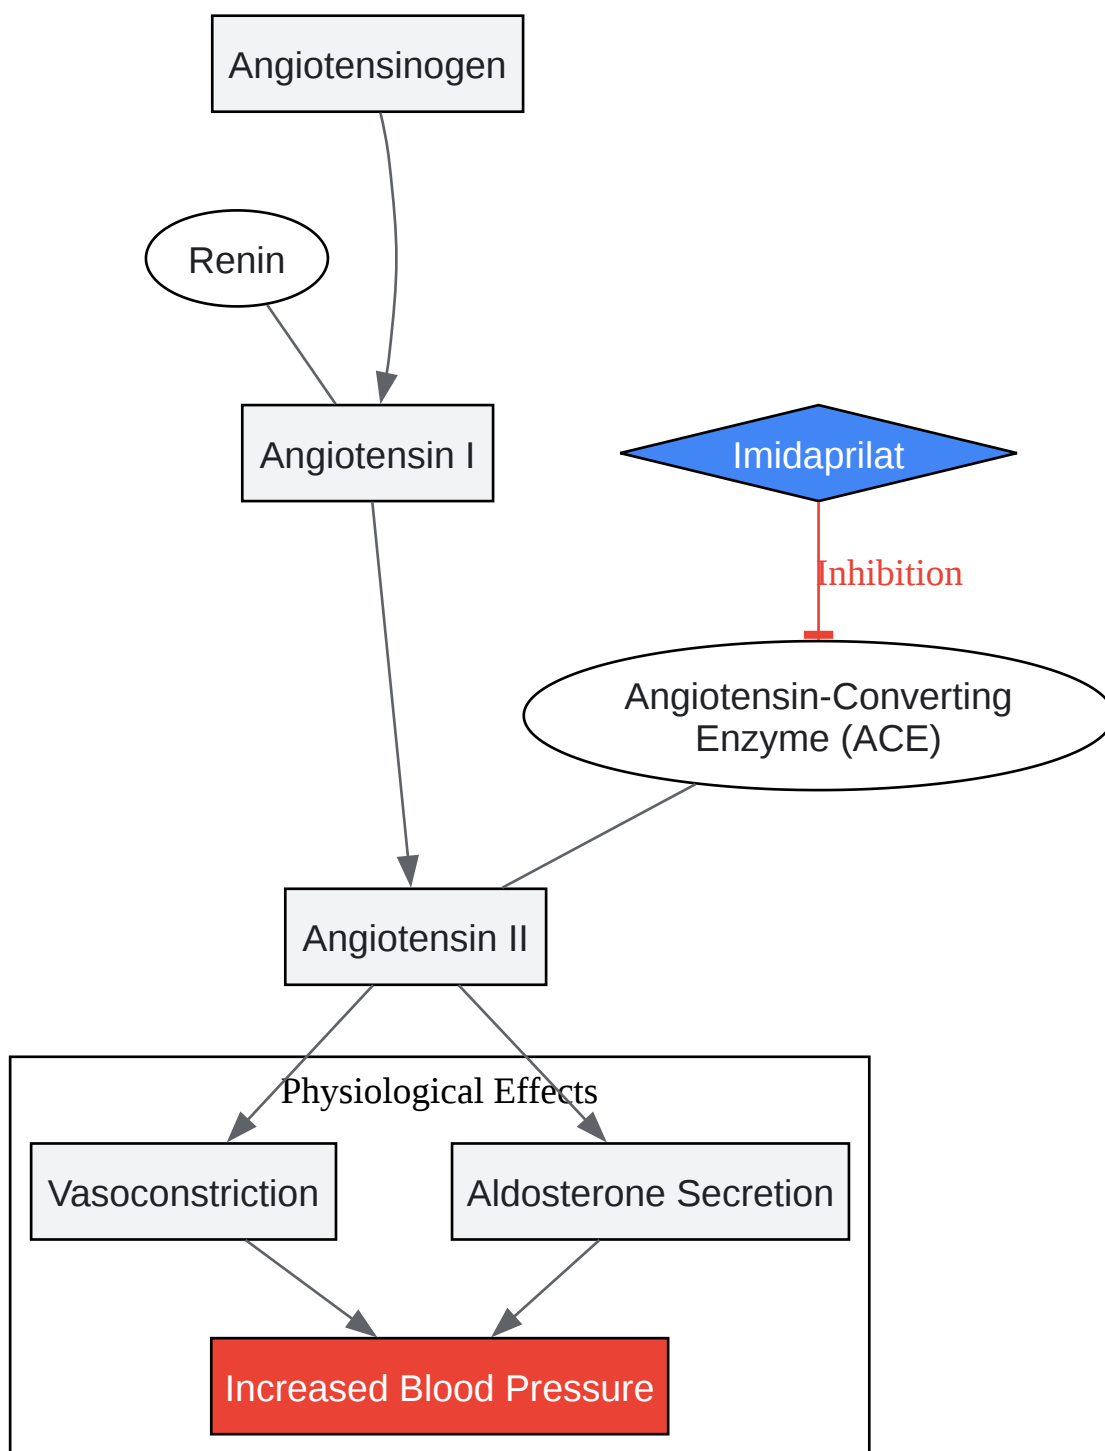 Angiotensinogen
Renin
Angiotensin I
Imidaprilat
Inhibition
Angiotensin-Converting
Enzyme (ACE)
Angiotensin II
Physiological Effects
Vasoconstriction
Aldosterone Secretion
Increased Blood Pressure